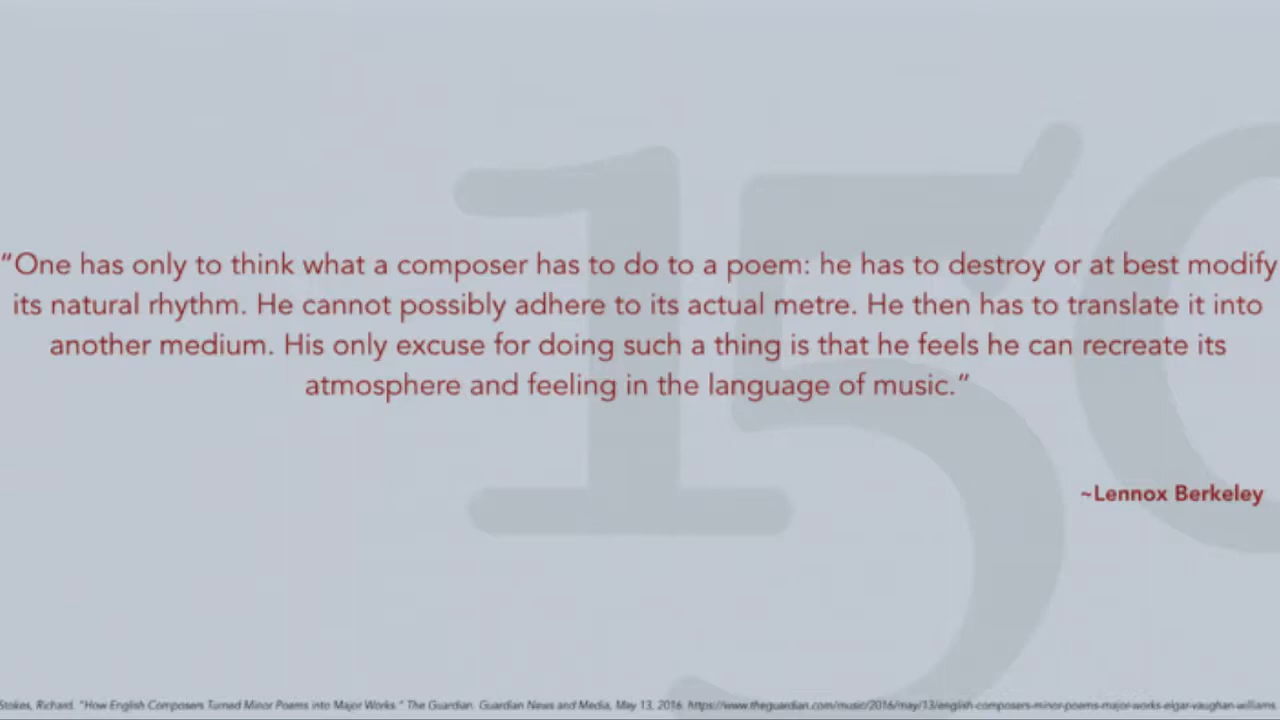 150
“One has only to think what a composer has to do to a poem: he has to destroy or at best modify
its natural rhythm. He cannot possibly adhere to its actual metre. He then has to translate it into
another medium. His only excuse for doing such a thing is that he feels he can recreate its
atmosphere and feeling in the language of music.”
~Lennox Berkeley
Stokes, Richard. “How English Composers Turned Minor Poems into Major Works.” The Guardian. Guardian News and Media, May 13, 2016. https://www.theguardian.com/music/2016/may/13/english-composers-minor-poems-major-works-elgar-vaughan-williams.